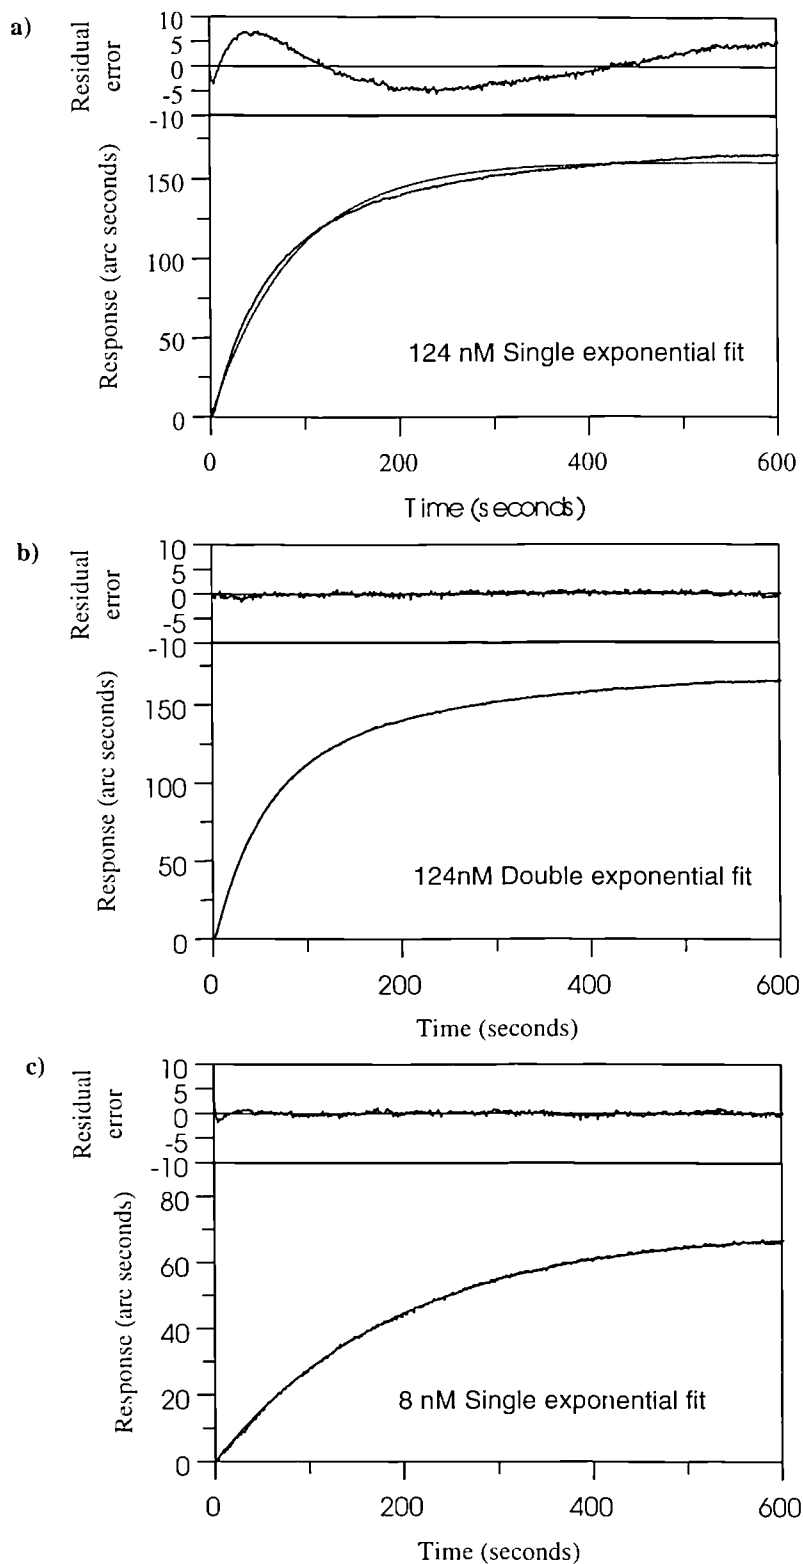 a)
Residual
error
10
5
0
-5
-10
Response (arc seconds)
150
100
50
0
124 nM Single exponential fit
0 200 400 600
Time (seconds)
b)
Residual
error
10
5
0
-5
-10
Response (arc seconds)
150
100
50
0
124nM Double exponential fit
0 200 400 600
Time (seconds)
c)
Residual
error
10
5
0
-5
-10
Response (arc seconds)
80
60
40
20
0
8 nM Single exponential fit
0 200 400 600
Time (seconds)